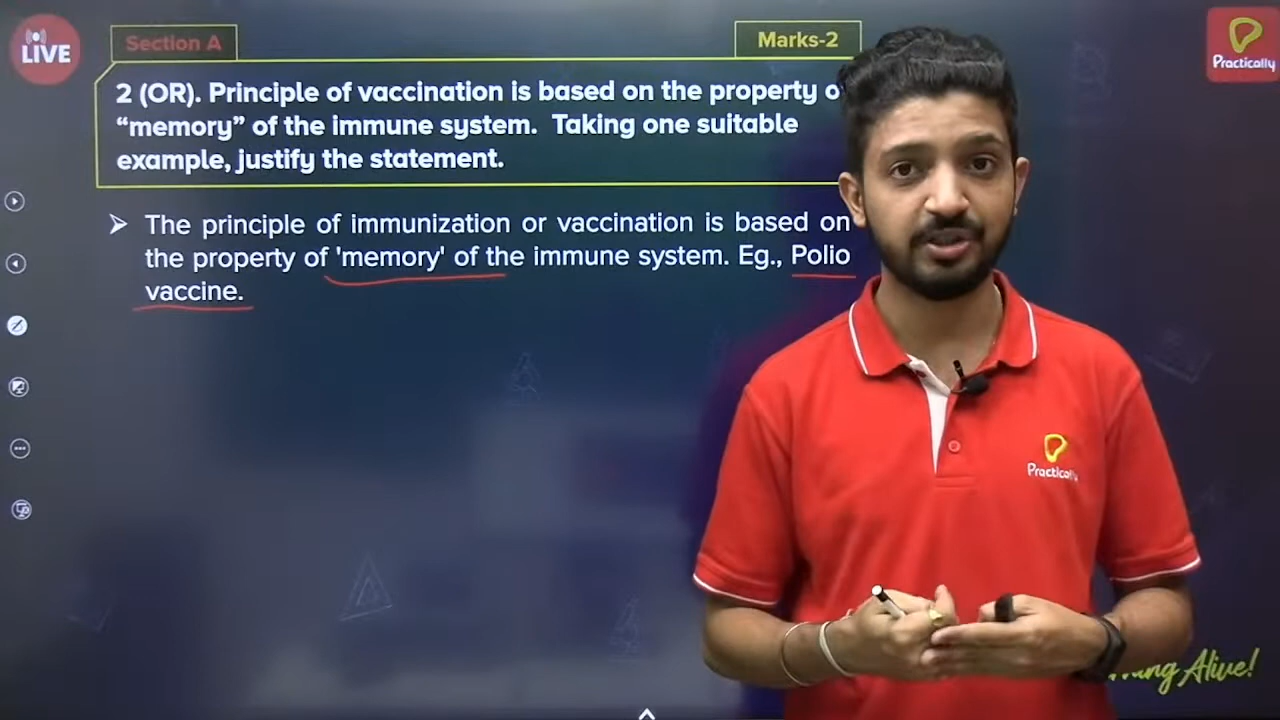 LIVE
Section A
Marks-2
Practically
2 (OR). Principle of vaccination is based on the property
“memory” of the immune system. Taking one suitable
example, justify the statement.
➢ The principle of immunization or vaccination is based on
the property of 'memory' of the immune system. Eg., Polio
vaccine.
Practically
Alive!